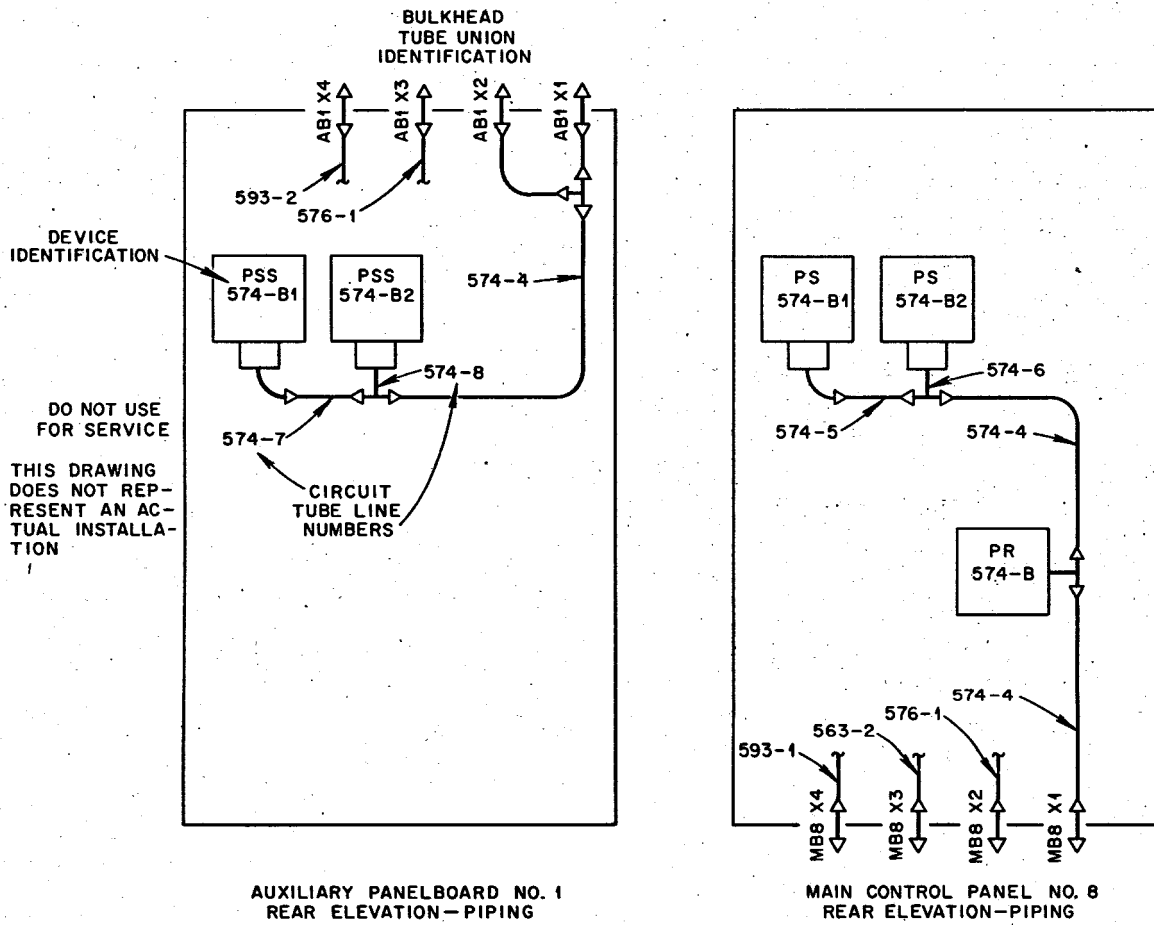 BULKHEAD
TUBE UNION
IDENTIFICATION
AB1 X4
AB1 X3
AB1 X2
AB1 X1
593-2
576-1
DEVICE
IDENTIFICATION
PSS
574-B1
PSS
574-B2
574-4
574-8
574-7
DO NOT USE
FOR SERVICE
THIS DRAWING
DOES NOT REP-
RESENT AN AC-
TUAL INSTALLA-
TION
CIRCUIT
TUBE LINE
NUMBERS
AUXILIARY PANELBOARD NO. 1
REAR ELEVATION—PIPING
PS
574-B1
PS
574-B2
574-6
574-5
574-4
PR
574-B
574-4
576-1
563-2
593-1
MB8 X4
MB8 X3
MB8 X2
MB8 X1
MAIN CONTROL PANEL NO. 8
REAR ELEVATION—PIPING